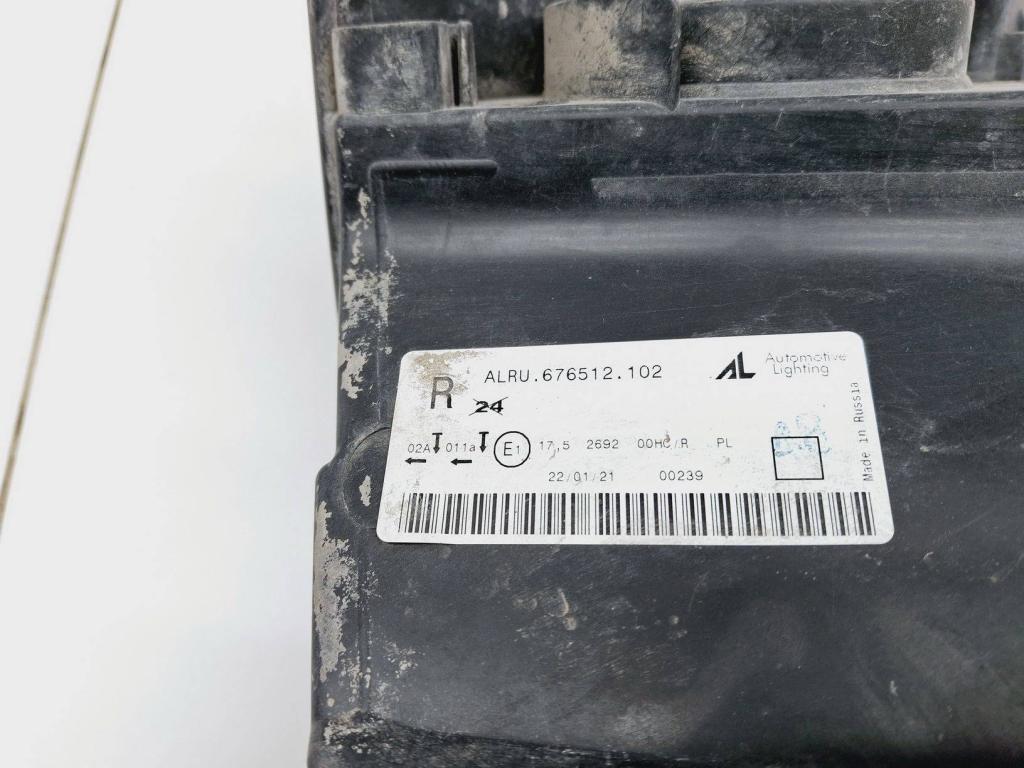 R
ALRU.676512.102
AL Automotive Lighting
24
02A 011a E1 17,5 2692 00HC/R PL
22/01/21 00239
Made in Russia